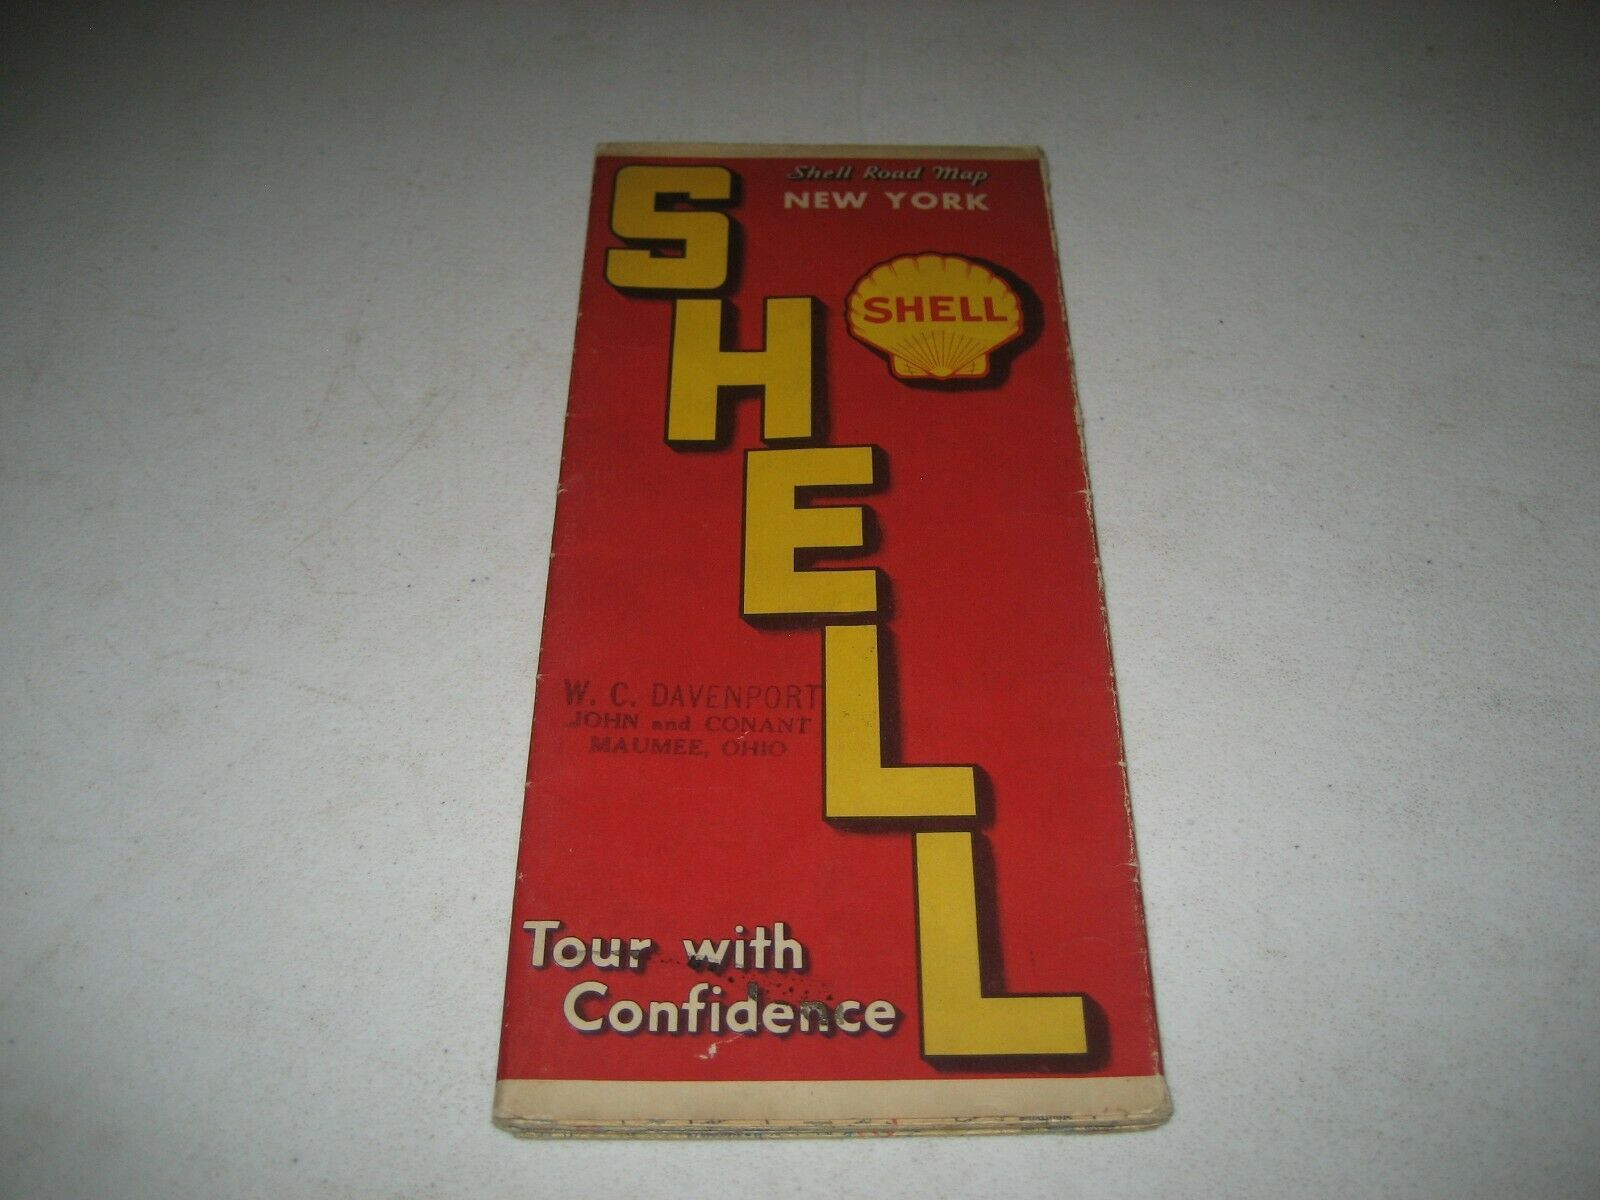 Shell Road Map
NEW YORK
SHELL
SHELL
W. C. DAVENPORT
JOHN and CONANT
MAUMEE, OHIO
Tour with
Confidence